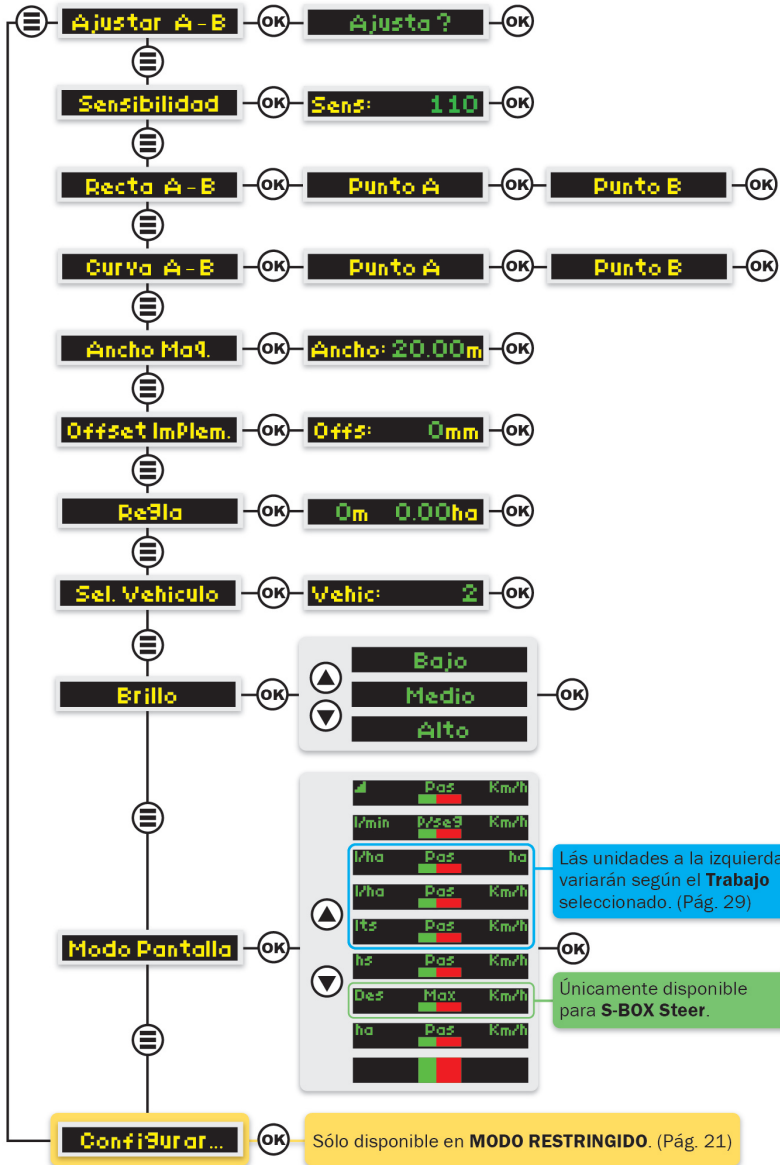 Ajustar A-B OK Ajusta? OK
Sensibilidad OK Sens: 110 OK
Recta A-B OK Punto A OK Punto B OK
Curva A-B OK Punto A OK Punto B OK
Ancho Maq. OK Ancho: 20.00m OK
Offset Implem. OK Offs: 0mm OK
Regla OK 0m 0.00ha OK
Sel. Vehiculo OK Vehic: 2 OK
Bajo
Brillo OK Medio OK
Alto
Pas Km/h
l/min P/seg Km/h
l/ha Pas ha
l/ha Pas Km/h
lts Pas Km/h
Lás unidades a la izquierda
variarán según el Trabajo
seleccionado. (Pág. 29)
Modo Pantalla OK OK
hs Pas Km/h
Des Max Km/h
Únicamente disponible
para S-BOX Steer.
ha Pas Km/h
Configurar... OK Sólo disponible en MODO RESTRINGIDO. (Pág. 21)